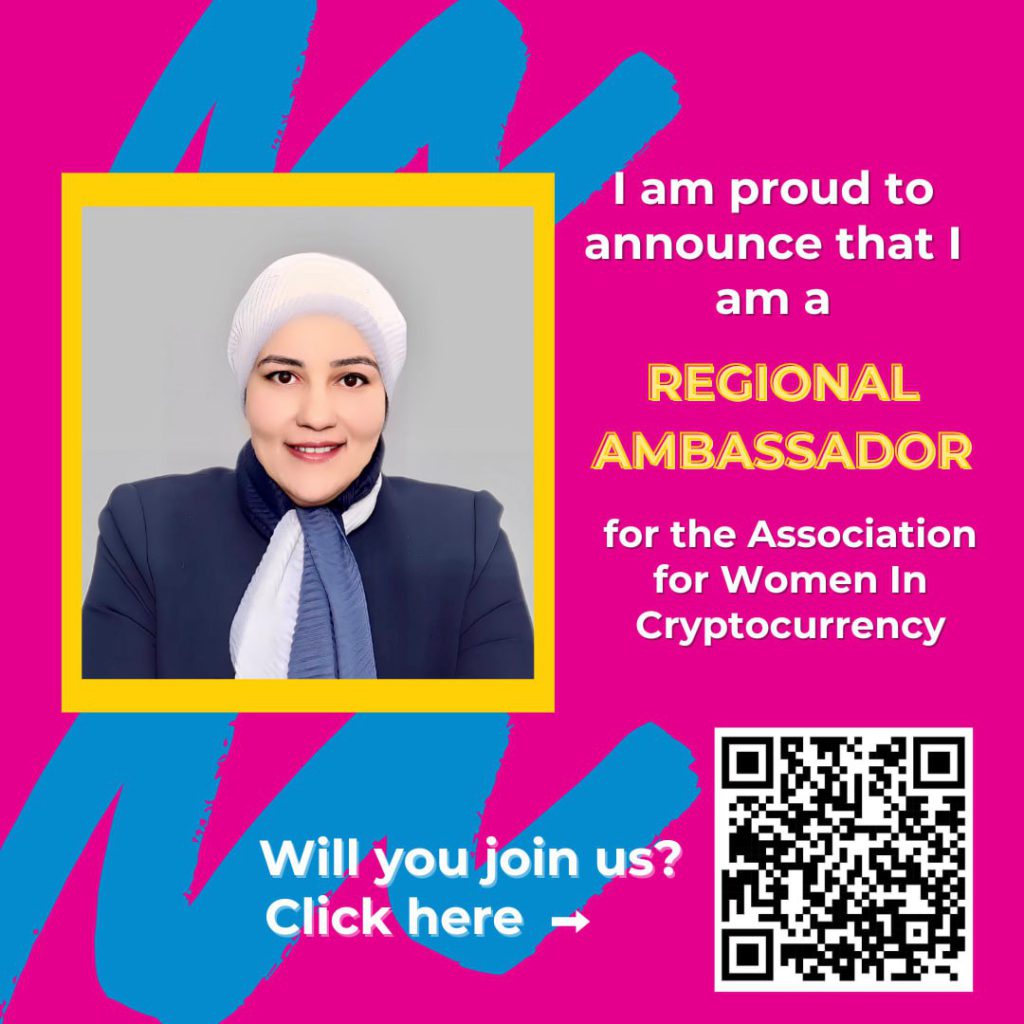 I am proud to
announce that I
am a
REGIONAL
AMBASSADOR
for the Association
for Women In
Cryptocurrency
Will you join us?
Click here